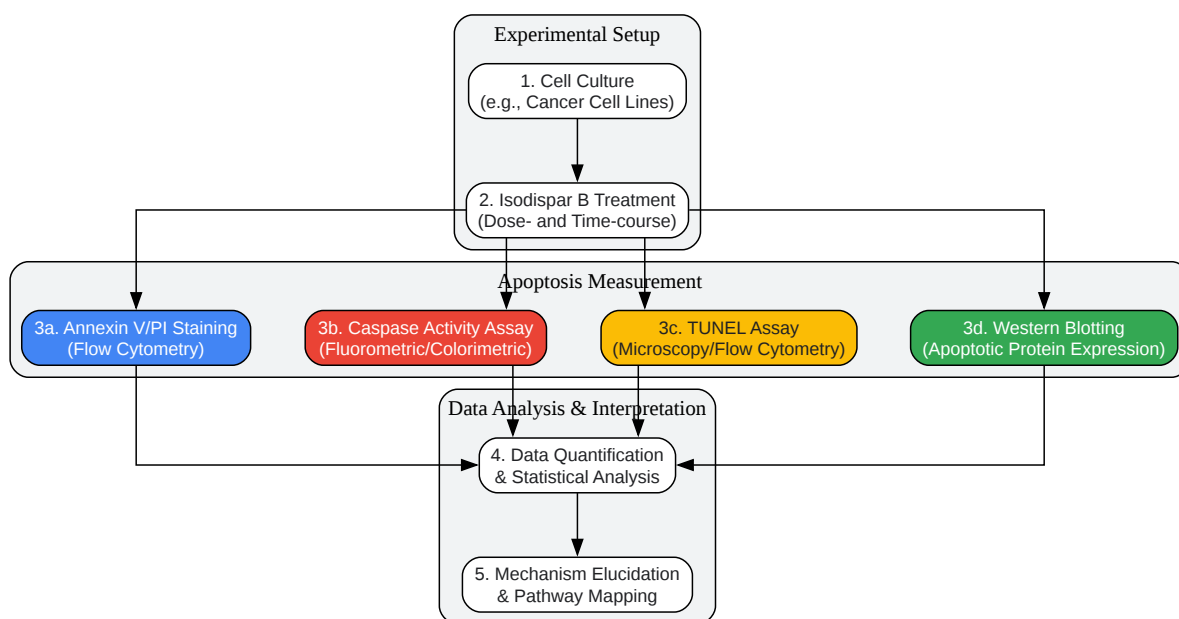 Experimental Setup
1. Cell Culture
(e.g., Cancer Cell Lines)
2. Isodispar B Treatment
(Dose- and Time-course)
Apoptosis Measurement
3a. Annexin V/PI Staining
(Flow Cytometry)
3b. Caspase Activity Assay
(Fluorometric/Colorimetric)
3c. TUNEL Assay
(Microscopy/Flow Cytometry)
3d. Western Blotting
(Apoptotic Protein Expression)
Data Analysis & Interpretation
4. Data Quantification
& Statistical Analysis
5. Mechanism Elucidation
& Pathway Mapping